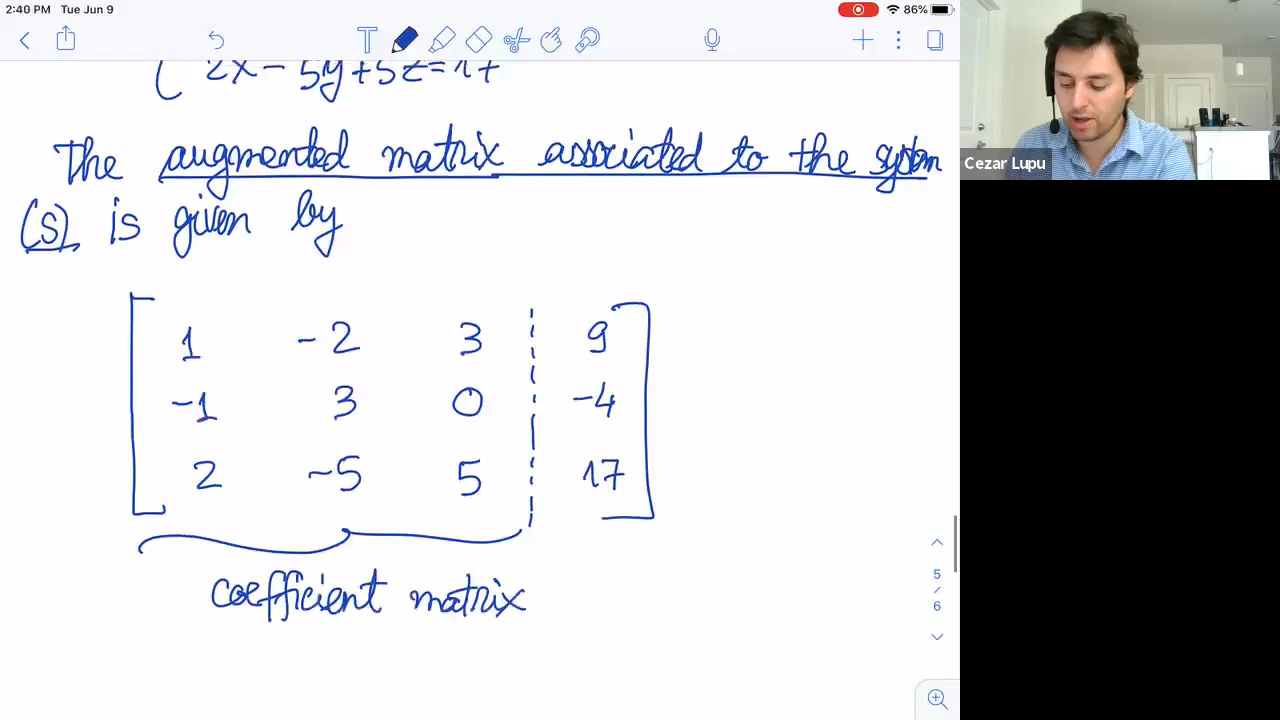 2:40 PM Tue Jun 9
86%
2x - 5y + 5z = 17
The augmented matrix associated to the system
(S) is given by
1 -2 3 9
-1 3 0 -4
2 -5 5 17
coefficient matrix
Cezar Lupu
T
5
/
6